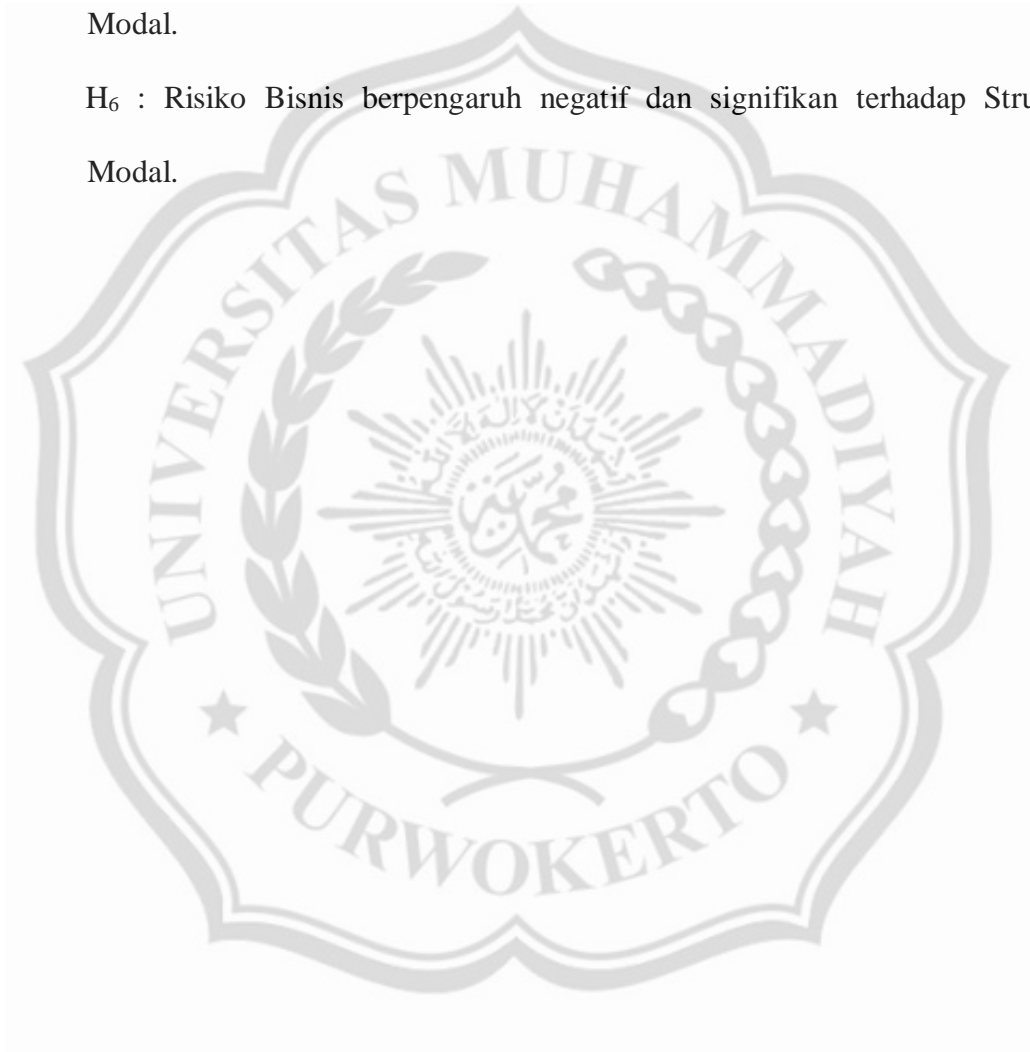 Modal.
H₆ : Risiko Bisnis berpengaruh negatif dan signifikan terhadap Stru
Modal.
UNIVERSITAS MUHAMMADIYAH
PURWOKERTO